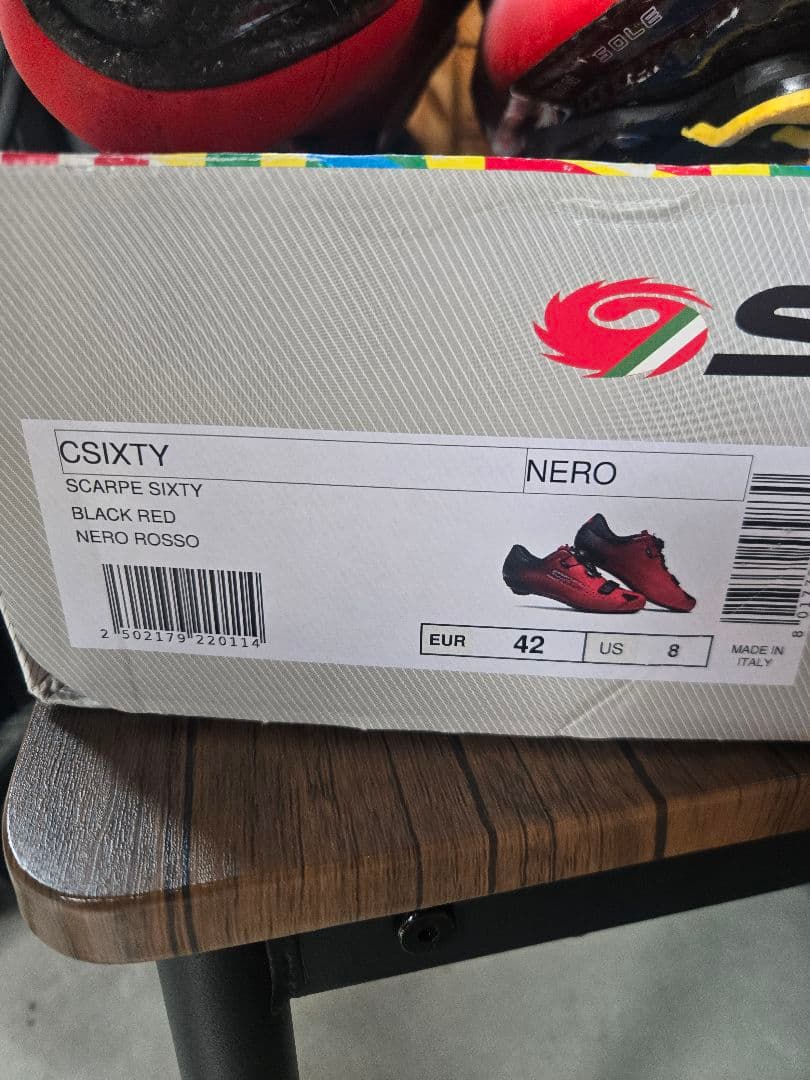 SOLE
S
CSIXTY NERO
SCARPE SIXTY
BLACK RED
NERO ROSSO
2 502179 220114
EUR 42 US 8
MADE IN
ITALY